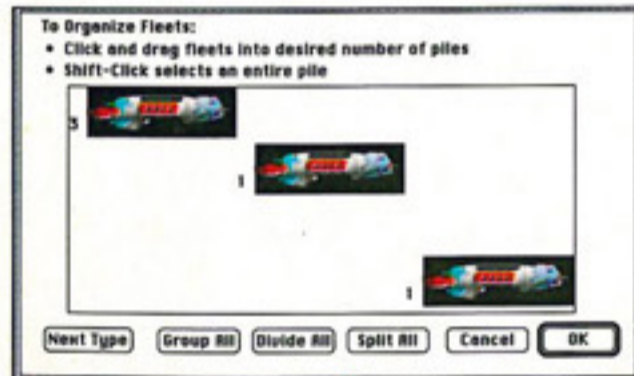 To Organize Fleets:
• Click and drag fleets into desired number of piles
• Shift-Click selects an entire pile
3
1
1
Next Type Group All Divide All Split All Cancel OK